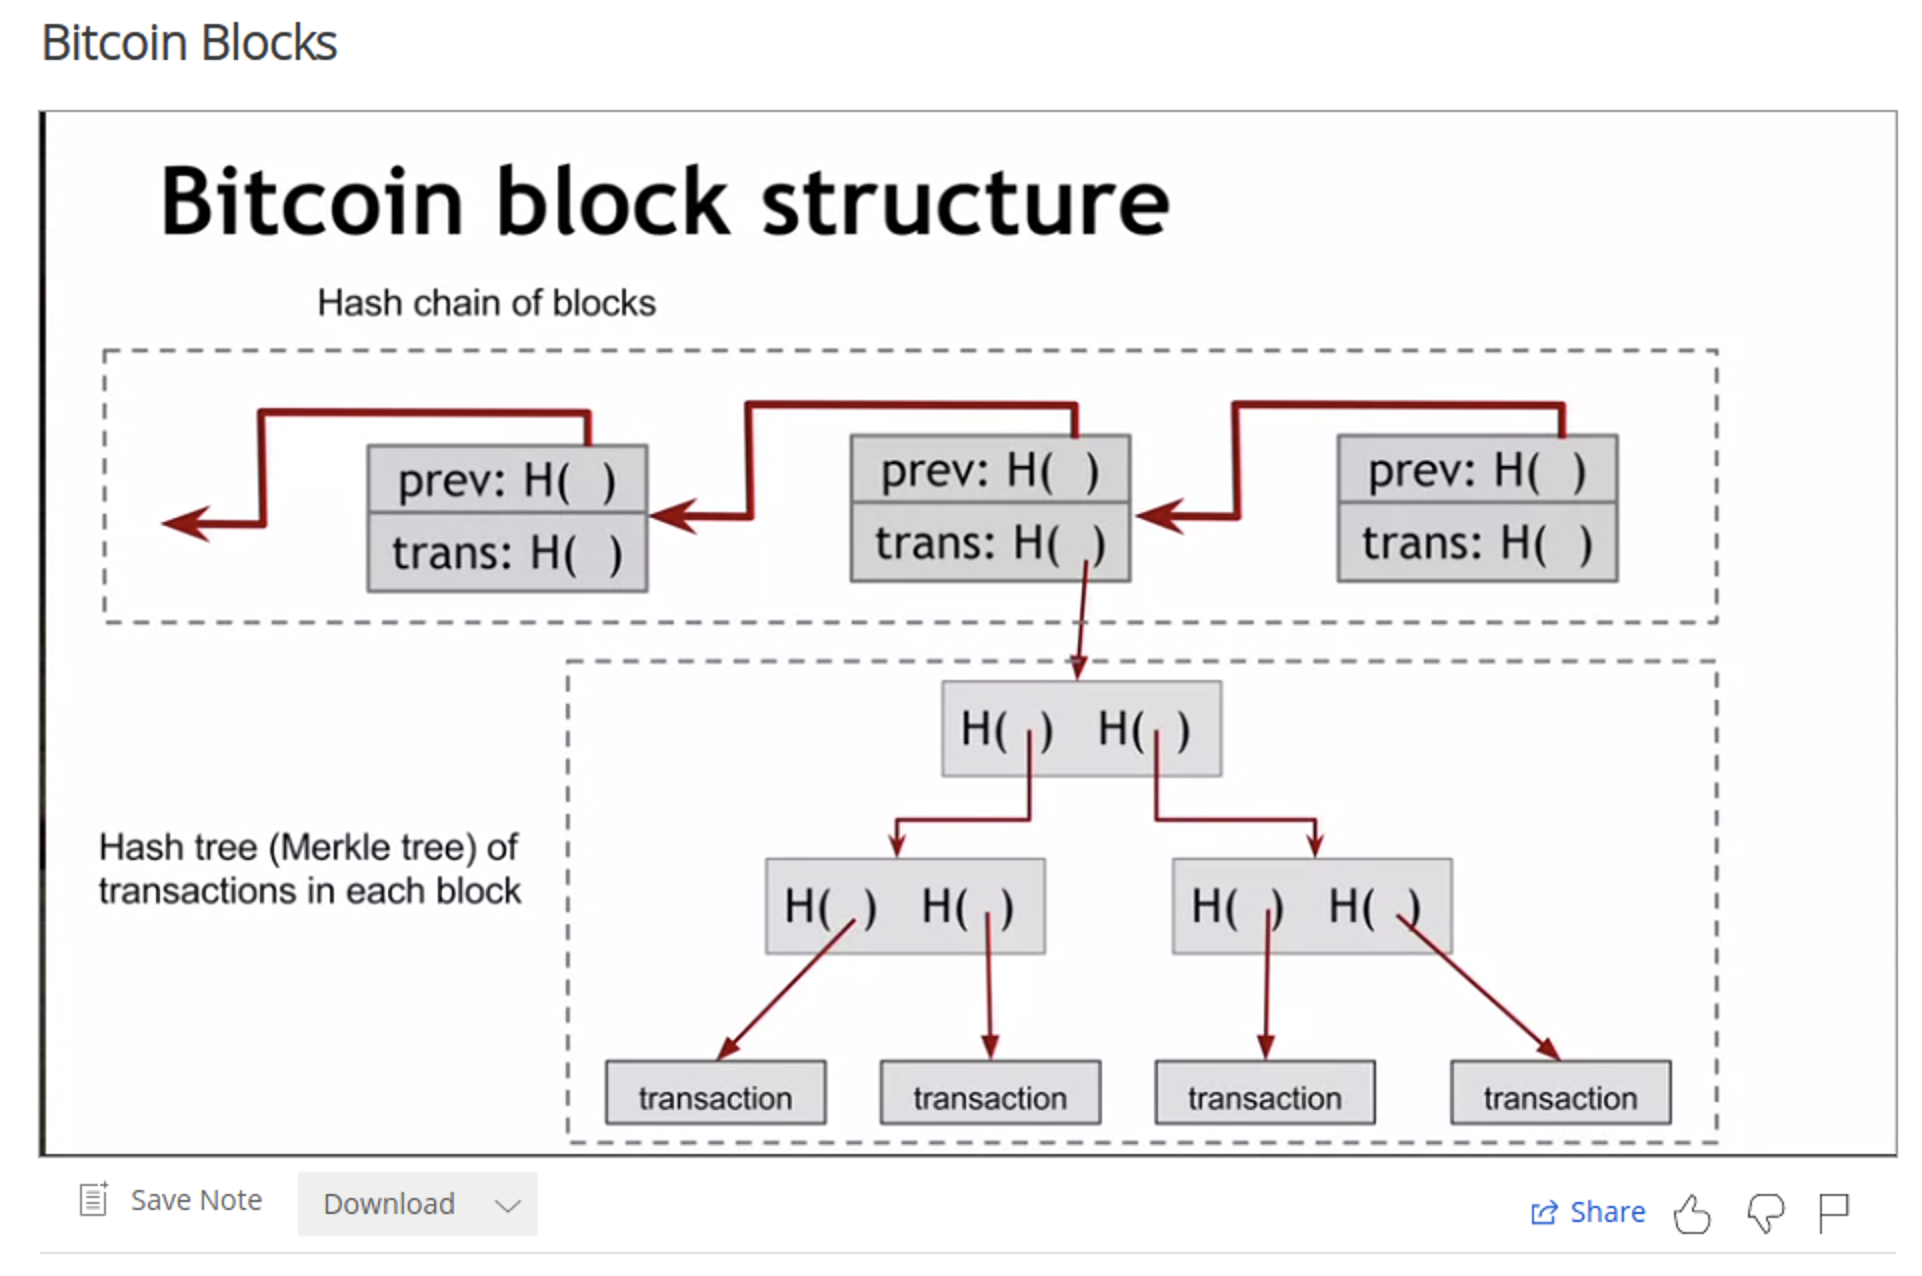 Bitcoin Blocks
Bitcoin block structure
Hash chain of blocks
prev: H( )
trans: H( )
prev: H( )
trans: H( )
prev: H( )
trans: H( )
H( ) H( )
Hash tree (Merkle tree) of
transactions in each block
H( ) H( )
H( ) H( )
transaction
transaction
transaction
transaction
Save Note
Download
Share